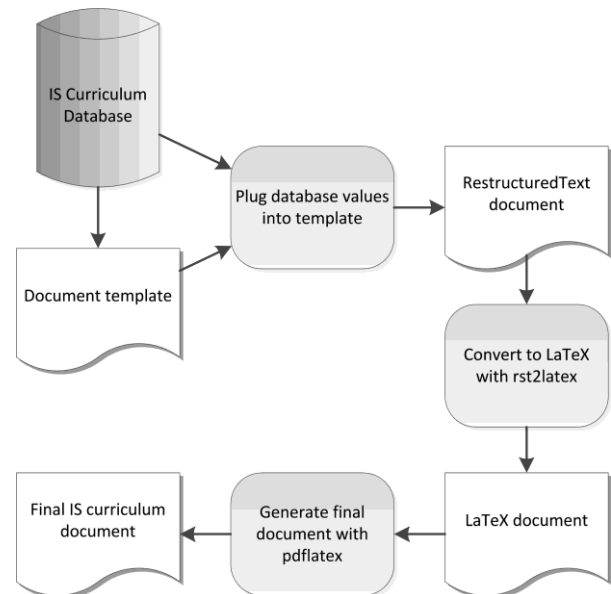 IS Curriculum
Database
Plug database values
into template
RestructuredText
document
Document template
Convert to LaTeX
with rst2latex
Final IS curriculum
document
Generate final
document with
pdflatex
LaTeX document